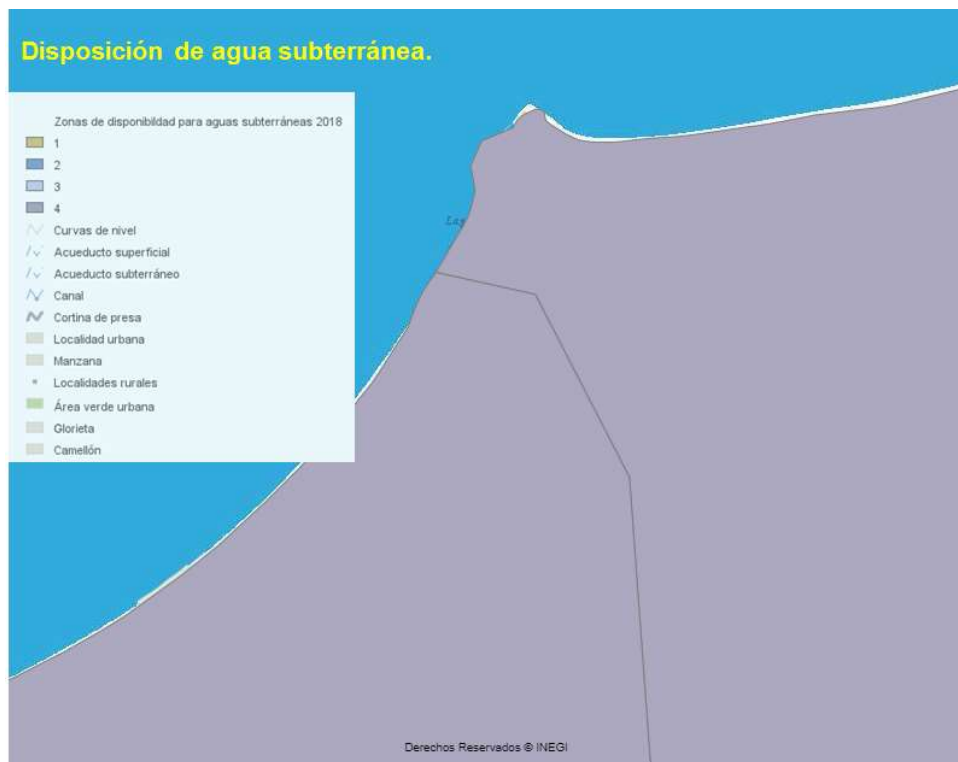 Disposición de agua subterránea.
Zonas de disponibildad para aguas subterráneas 2018
1
2
3
4
Curvas de nivel
Acueducto superficial
Acueducto subterráneo
Canal
Cortina de presa
Localidad urbana
Manzana
Localidades rurales
Área verde urbana
Glorieta
Camellón
Derechos Reservados © INEGI